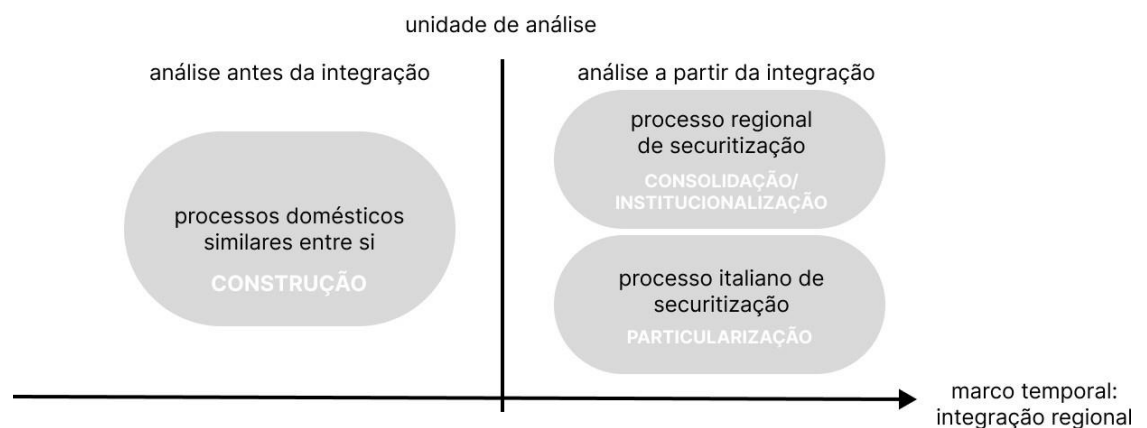 unidade de análise
análise antes da integração
análise a partir da integração
processos domésticos
similares entre si
CONSTRUÇÃO
processo regional
de securitização
CONSOLIDAÇÃO/
INSTITUCIONALIZAÇÃO
processo italiano de
securitização
PARTICULARIZAÇÃO
marco temporal:
integração regional